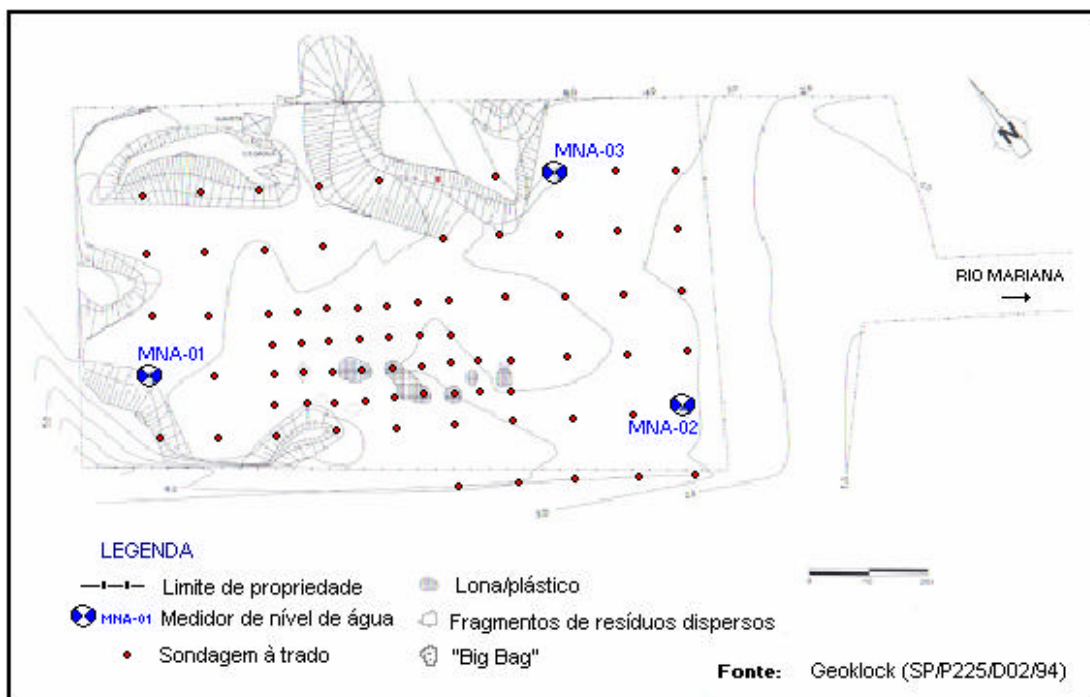 MNA-03
N
RIO MARIANA
MNA-01
MNA-02
LEGENDA
Limite de propriedade
Lona/plástico
MNA-01 Medidor de nível de água
Fragmentos de resíduos dispersos
Sondagem à trado
"Big Bag"
Fonte: Geoklock (SP/P225/D02/94)